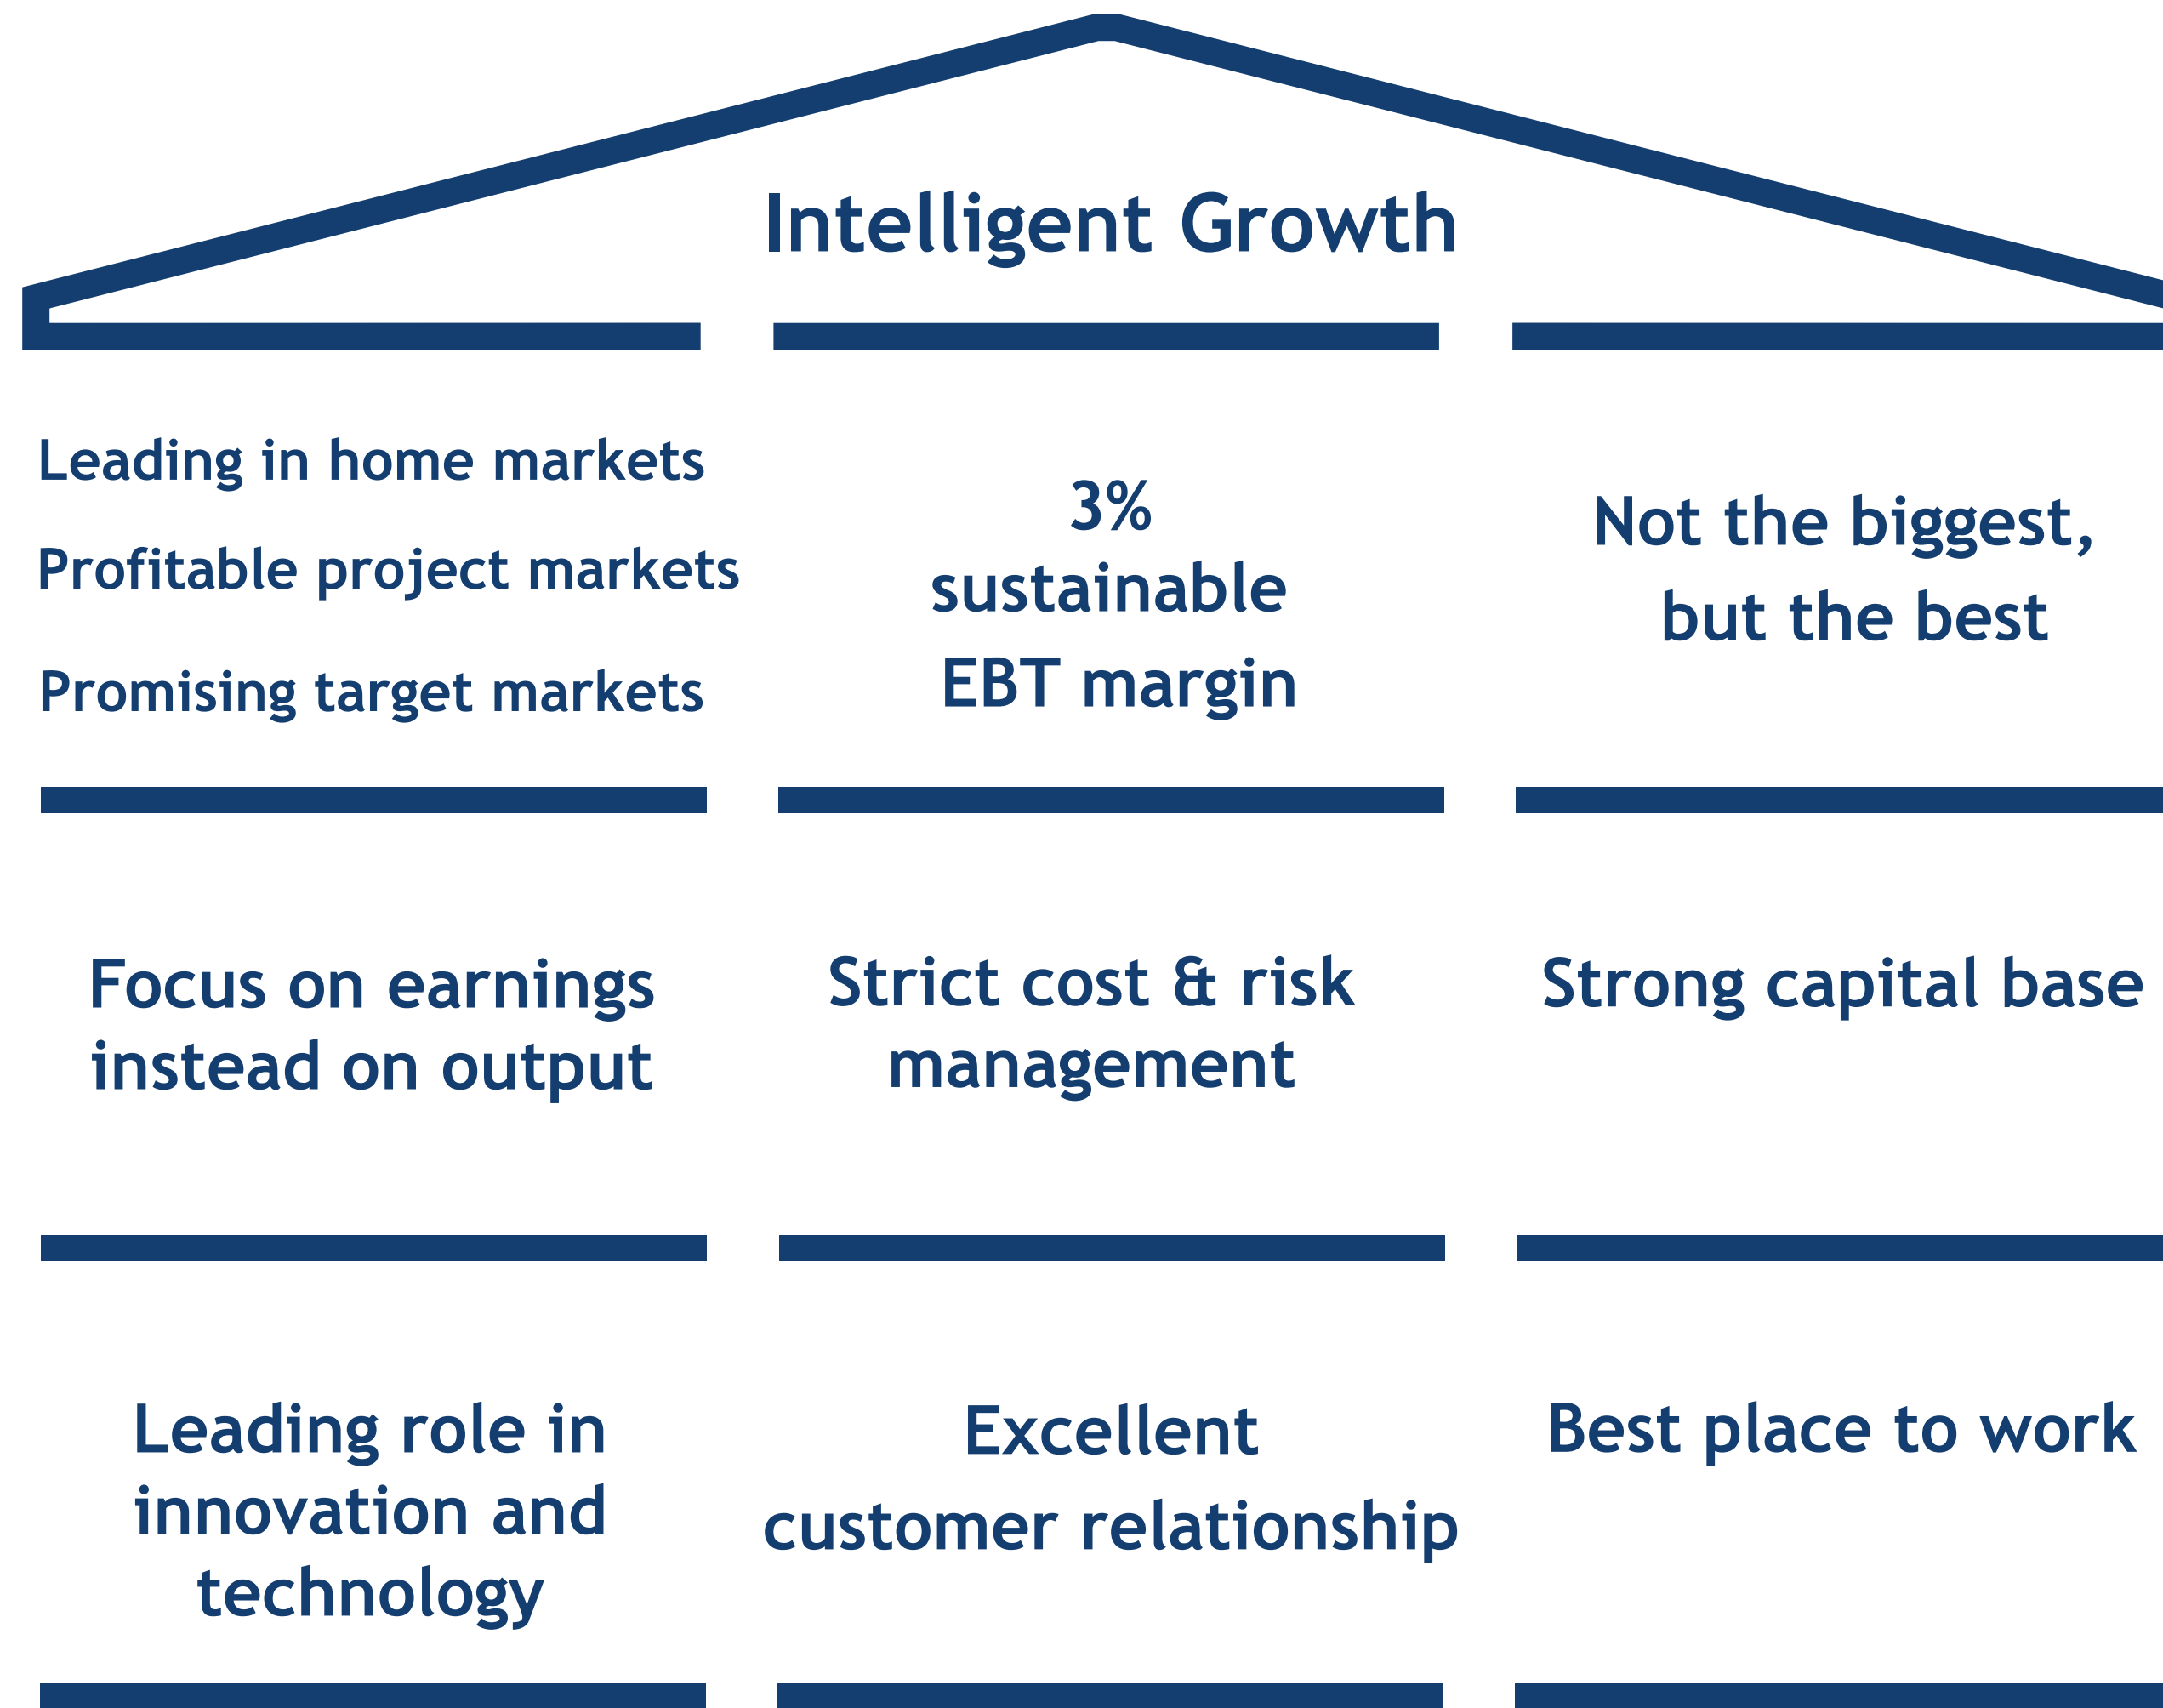 Intelligent Growth
Leading in home markets
Profitable project markets
Promising target markets
3%
sustainable
EBT margin
Not the biggest,
but the best
Focus on earnings
instead on output
Strict cost & risk
management
Strong capital base
Leading role in
innovation and
technology
Excellent
customer relationship
Best place to work